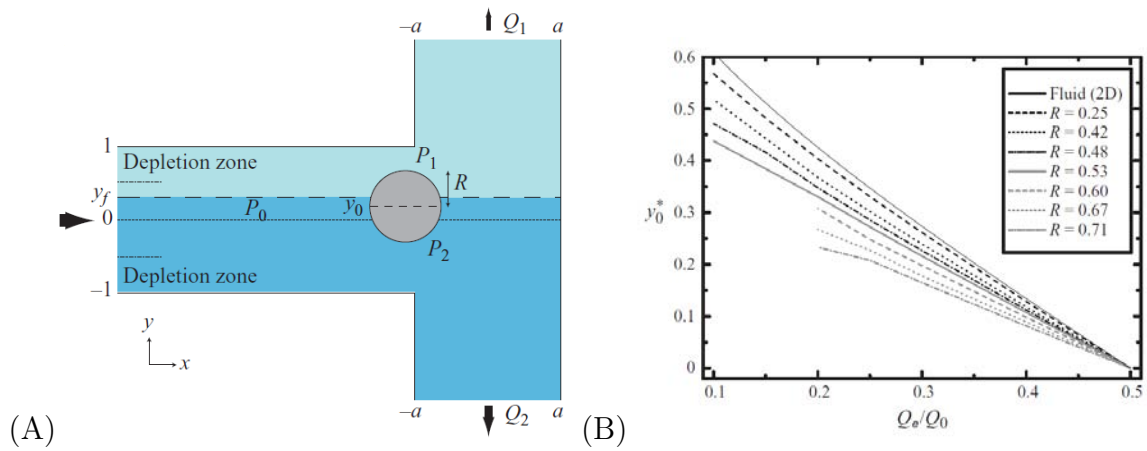 −a
a
Q1
1
Depletion zone
P1
R
yf
P0
y0
0
P2
Depletion zone
−1
y
x
−a
a
Q2
(A)
0.6
0.5
0.4
y0*
0.3
0.2
0.1
0
0.1
0.2
0.3
0.4
0.5
Qe/Q0
Fluid (2D)
R = 0.25
R = 0.42
R = 0.48
R = 0.53
R = 0.60
R = 0.67
R = 0.71
(B)